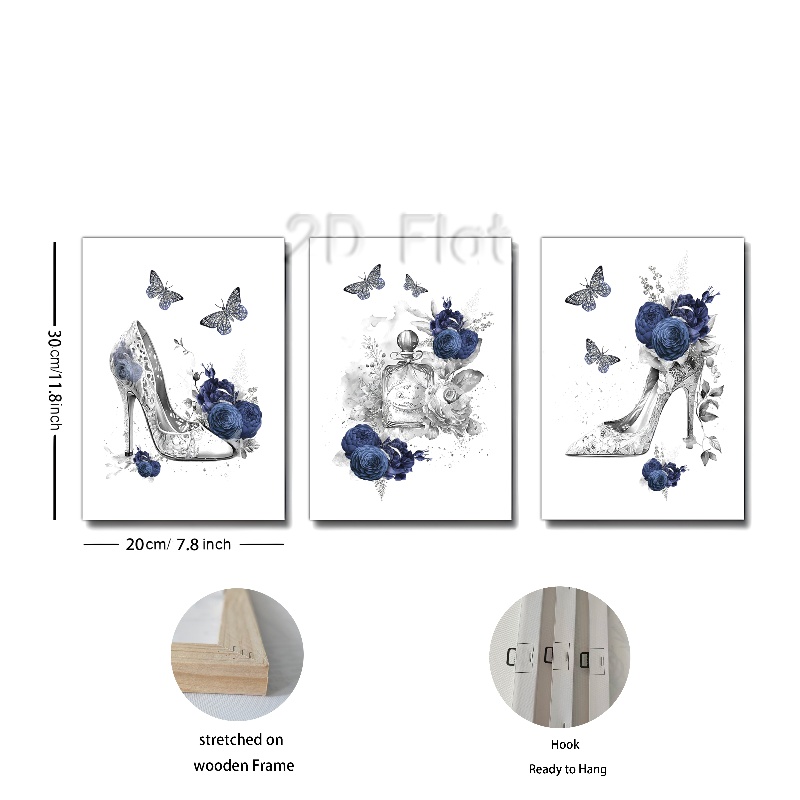 2D Flat
30cm/11.8inch
20cm/ 7.8 inch
stretched on
wooden Frame
Hook
Ready to Hang